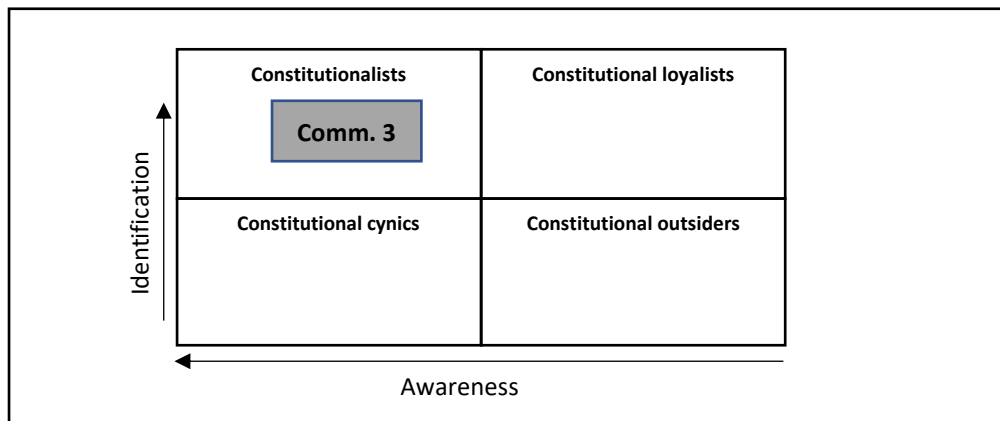 Constitutionalists
Constitutional loyalists
Comm. 3
Identification
Constitutional cynics
Constitutional outsiders
Awareness